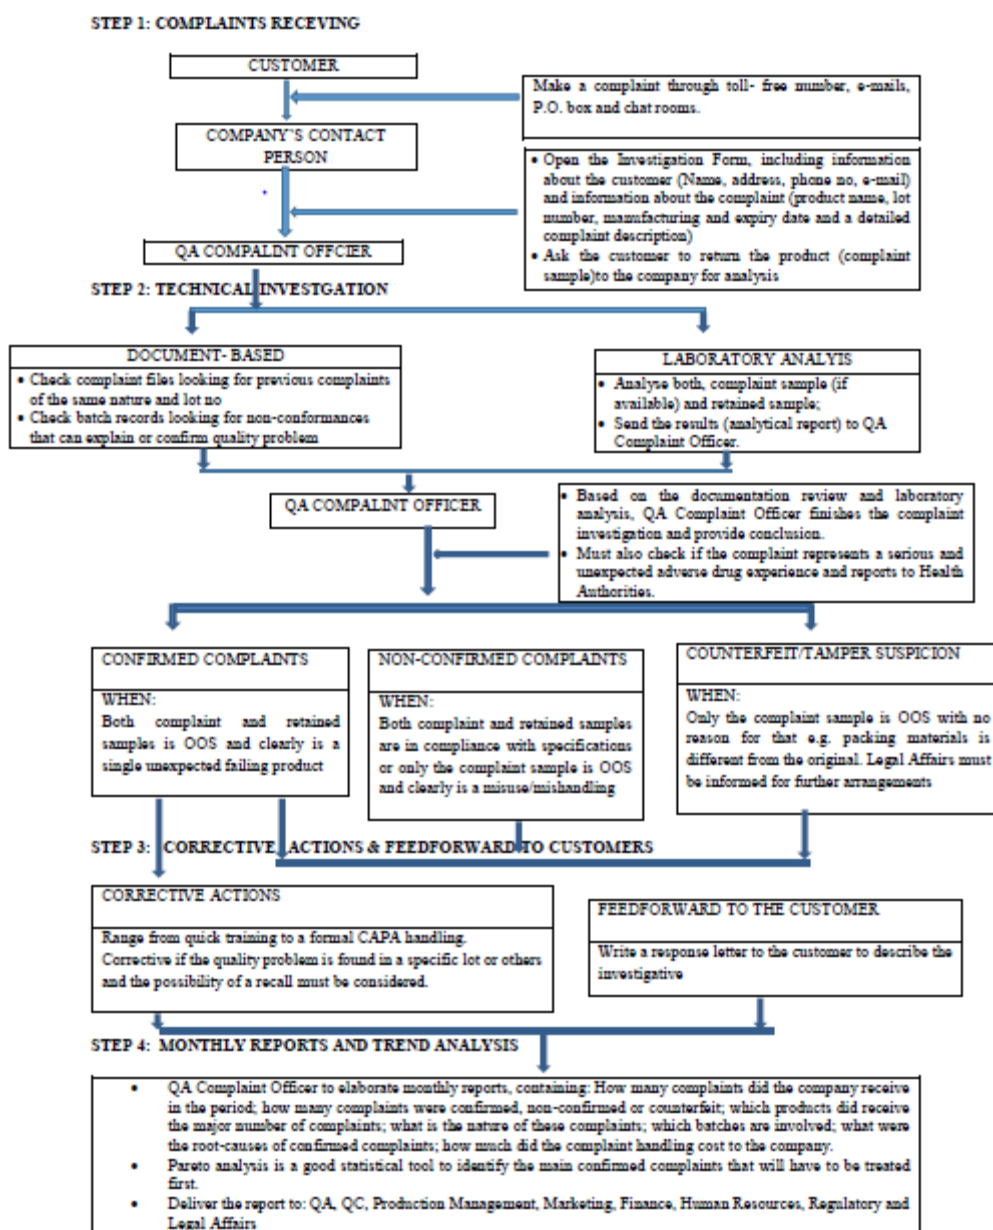 STEP 1: COMPLAINTS RECEVING
CUSTOMER
Make a complaint through toll- free number, e-mails,
P.O. box and chat rooms.
COMPANY'S CONTACT
PERSON
• Open the Investigation Form, including information
about the customer (Name, address, phone no, e-mail)
and information about the complaint (product name, lot
number, manufacturing and expiry date and a detailed
complaint description)
• Ask the customer to return the product (complaint
sample)to the company for analysis
QA COMPALINT OFFCIER
STEP 2: TECHNICAL INVESTGATION
DOCUMENT- BASED
• Check complaint files looking for previous complaints
of the same nature and lot no
• Check batch records looking for non-conformances
that can explain or confirm quality problem
LABORATORY ANALYIS
• Analyse both, complaint sample (if
available) and retained sample;
• Send the results (analytical report) to QA
Complaint Officer.
QA COMPALINT OFFICER
• Based on the documentation review and laboratory
analysis, QA Complaint Officer finishes the complaint
investigation and provide conclusion.
• Must also check if the complaint represents a serious and
unexpected adverse drug experience and reports to Health
Authorities.
CONFIRMED COMPLAINTS
WHEN:
Both complaint and retained
samples is OOS and clearly is a
single unexpected failing product
NON-CONFIRMED COMPLAINTS
WHEN:
Both complaint and retained samples
are in compliance with specifications
or only the complaint sample is OOS
and clearly is a misuse/mishandling
COUNTERFEIT/TAMPER SUSPICION
WHEN:
Only the complaint sample is OOS with no
reason for that e.g. packing materials is
different from the original. Legal Affairs must
be informed for further arrangements
STEP 3: CORRECTIVE ACTIONS & FEEDFORWARD TO CUSTOMERS
CORRECTIVE ACTIONS
Range from quick training to a formal CAPA handling.
Corrective if the quality problem is found in a specific lot or others
and the possibility of a recall must be considered.
FEEDFORWARD TO THE CUSTOMER
Write a response letter to the customer to describe the
investigative
STEP 4: MONTHLY REPORTS AND TREND ANALYSIS
• QA Complaint Officer to elaborate monthly reports, containing: How many complaints did the company receive
in the period; how many complaints were confirmed, non-confirmed or counterfeit; which products did receive
the major number of complaints; what is the nature of these complaints; which batches are involved; what were
the root-causes of confirmed complaints; how much did the complaint handling cost to the company.
• Pareto analysis is a good statistical tool to identify the main confirmed complaints that will have to be treated
first.
• Deliver the report to: QA, QC, Production Management, Marketing, Finance, Human Resources, Regulatory and
Legal Affairs